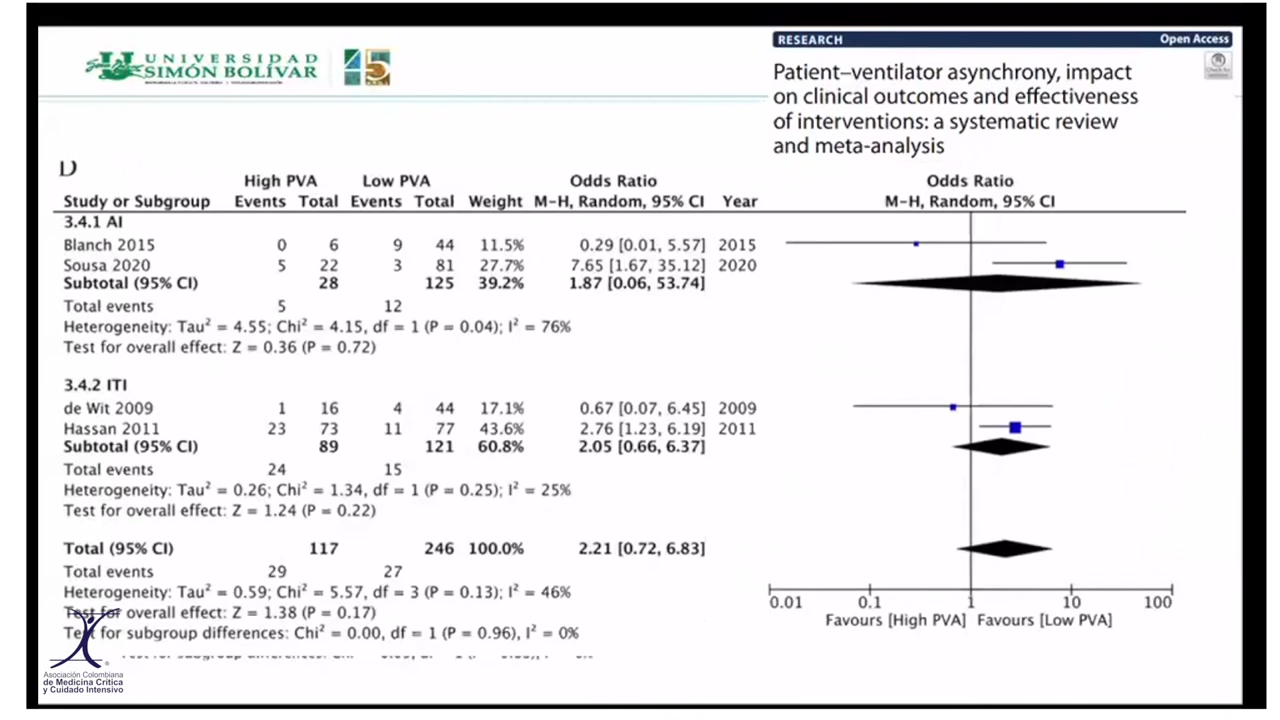 UNIVERSIDAD
SIMÓN BOLÍVAR
45
RESEARCH
Open Access
Patient–ventilator asynchrony, impact
on clinical outcomes and effectiveness
of interventions: a systematic review
and meta-analysis
D
High PVA Low PVA Odds Ratio Odds Ratio
Study or Subgroup Events Total Events Total Weight M-H, Random, 95% CI Year M-H, Random, 95% CI
3.4.1 AI
Blanch 2015 0 6 9 44 11.5% 0.29 [0.01, 5.57] 2015
Sousa 2020 5 22 3 81 27.7% 7.65 [1.67, 35.12] 2020
Subtotal (95% CI) 28 125 39.2% 1.87 [0.06, 53.74]
Total events 5 12
Heterogeneity: Tau² = 4.55; Chi² = 4.15, df = 1 (P = 0.04); I² = 76%
Test for overall effect: Z = 0.36 (P = 0.72)
3.4.2 ITI
de Wit 2009 1 16 4 44 17.1% 0.67 [0.07, 6.45] 2009
Hassan 2011 23 73 11 77 43.6% 2.76 [1.23, 6.19] 2011
Subtotal (95% CI) 89 121 60.8% 2.05 [0.66, 6.37]
Total events 24 15
Heterogeneity: Tau² = 0.26; Chi² = 1.34, df = 1 (P = 0.25); I² = 25%
Test for overall effect: Z = 1.24 (P = 0.22)
Total (95% CI) 117 246 100.0% 2.21 [0.72, 6.83]
Total events 29 27
Heterogeneity: Tau² = 0.59; Chi² = 5.57, df = 3 (P = 0.13); I² = 46%
Test for overall effect: Z = 1.38 (P = 0.17)
Test for subgroup differences: Chi² = 0.00, df = 1 (P = 0.96), I² = 0%
0.01 0.1 1 10 100
Favours [High PVA] Favours [Low PVA]
Asociación Colombiana
de Medicina Crítica
y Cuidado Intensivo